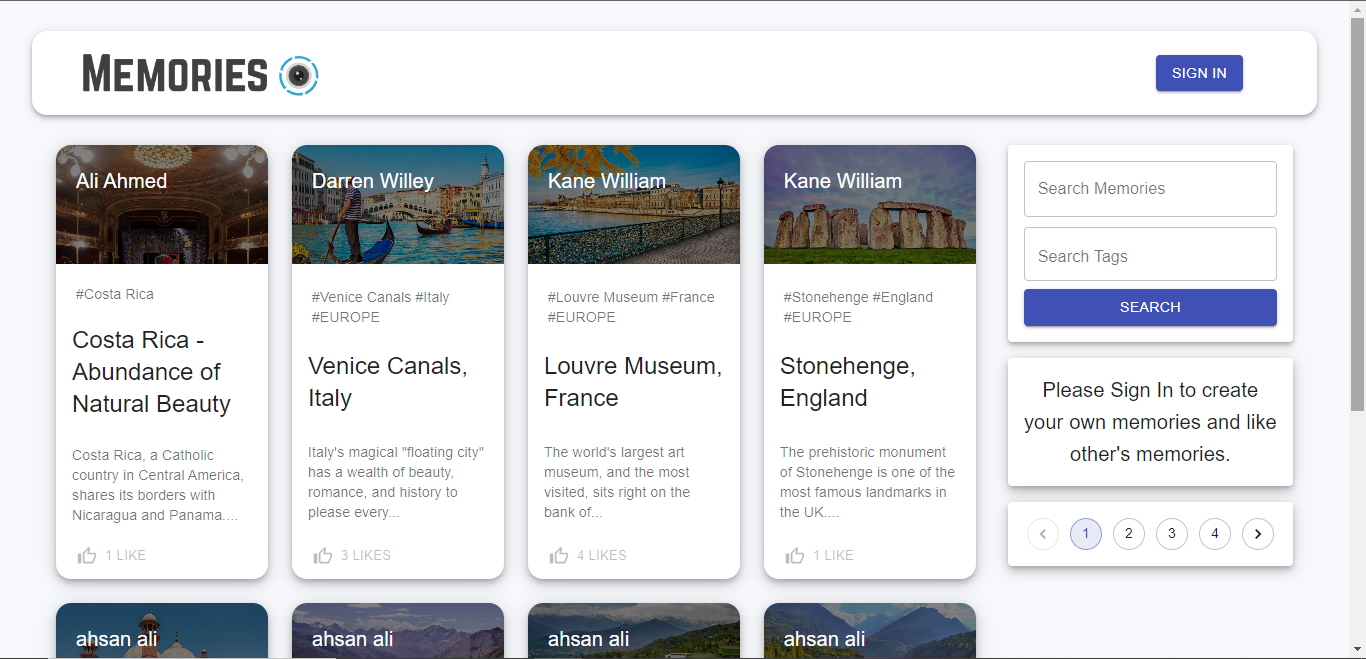 MEMORIES
SIGN IN
Ali Ahmed
#Costa Rica
Costa Rica -
Abundance of
Natural Beauty
Costa Rica, a Catholic
country in Central America,
shares its borders with
Nicaragua and Panama....
1 LIKE
Darren Willey
#Venice Canals #Italy
#EUROPE
Venice Canals,
Italy
Italy's magical "floating city"
has a wealth of beauty,
romance, and history to
please every...
3 LIKES
Kane William
#Louvre Museum #France
#EUROPE
Louvre Museum,
France
The world's largest art
museum, and the most
visited, sits right on the
bank of...
4 LIKES
Kane William
#Stonehenge #England
#EUROPE
Stonehenge,
England
The prehistoric monument
of Stonehenge is one of the
most famous landmarks in
the UK....
1 LIKE
Search Memories
Search Tags
SEARCH
Please Sign In to create
your own memories and like
other's memories.
1 2 3 4
ahsan ali
ahsan ali
ahsan ali
ahsan ali